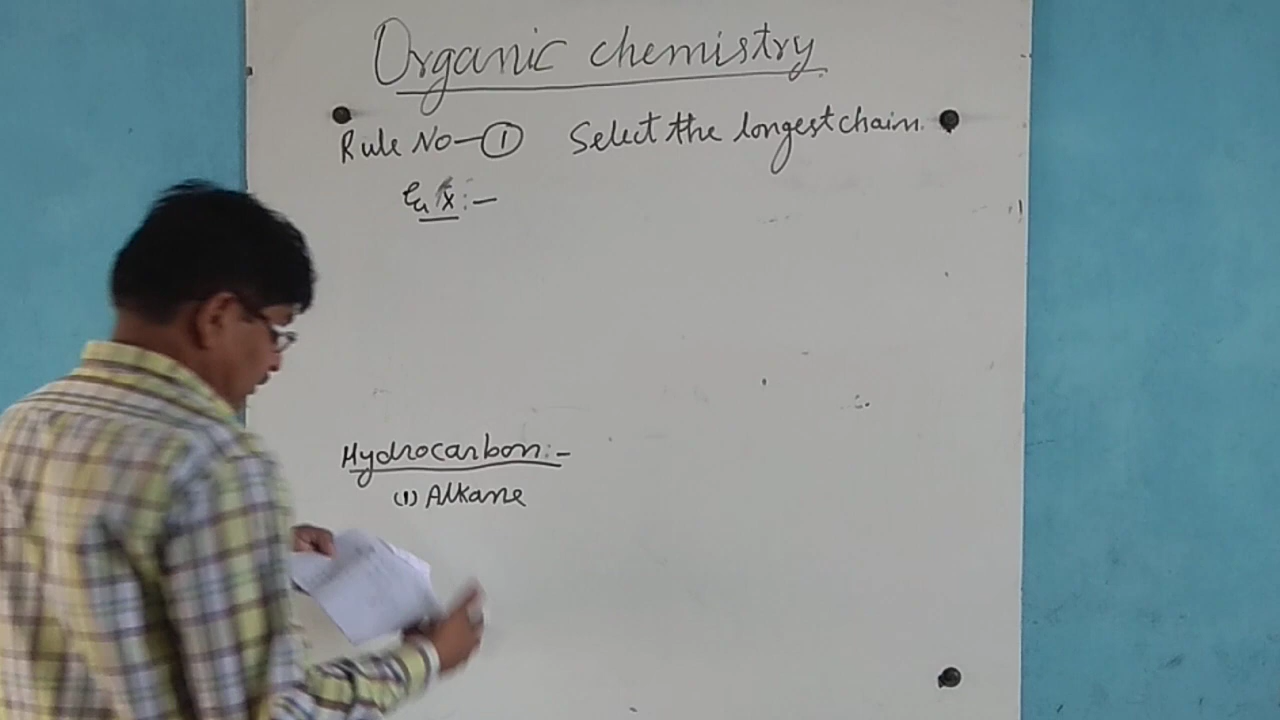 Organic chemistry
Rule No-① Select the longest chain.
Ex:-
Hydrocarbon:-
(1) Alkane